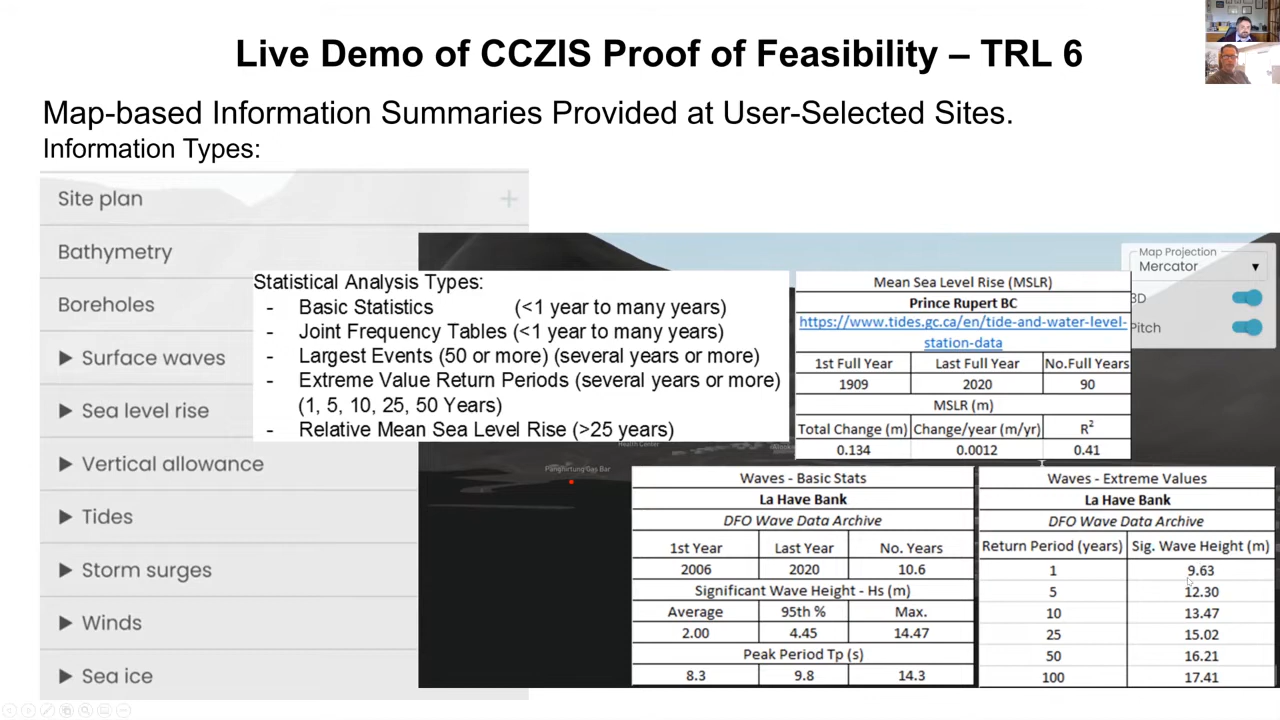 Live Demo of CCZIS Proof of Feasibility – TRL 6
Map-based Information Summaries Provided at User-Selected Sites.
Information Types:
Site plan
Bathymetry
Boreholes
Surface waves
Sea level rise
Vertical allowance
Tides
Storm surges
Winds
Sea ice
Statistical Analysis Types:
- Basic Statistics (<1 year to many years)
- Joint Frequency Tables (<1 year to many years)
- Largest Events (50 or more) (several years or more)
- Extreme Value Return Periods (several years or more)
(1, 5, 10, 25, 50 Years)
- Relative Mean Sea Level Rise (>25 years)
Health Center
Pangnirtung Gas Bar
Mean Sea Level Rise (MSLR)
Prince Rupert BC
https://www.tides.gc.ca/en/tide-and-water-level-
station-data
1st Full Year Last Full Year No.Full Years
1909 2020 90
MSLR (m)
Total Change (m) Change/year (m/yr) R²
0.134 0.0012 0.41
Map Projection
Mercator
3D
Pitch
Waves - Basic Stats
La Have Bank
DFO Wave Data Archive
1st Year Last Year No. Years
2006 2020 10.6
Significant Wave Height - Hs (m)
Average 95th % Max.
2.00 4.45 14.47
Peak Period Tp (s)
8.3 9.8 14.3
Waves - Extreme Values
La Have Bank
DFO Wave Data Archive
Return Period (years) Sig. Wave Height (m)
1 9.63
5 12.30
10 13.47
25 15.02
50 16.21
100 17.41